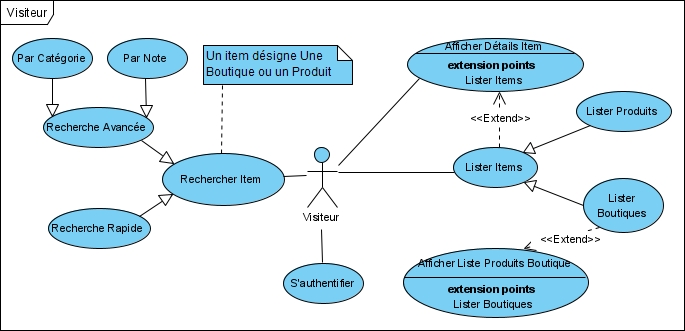 Visiteur
Par Catégorie
Par Note
Un item désigne Une
Boutique ou un Produit
Afficher Détails Item
extension points
Lister Items
Recherche Avancée
<<Extend>>
Lister Produits
Rechercher Item
Lister Items
Visiteur
Lister
Boutiques
Recherche Rapide
<<Extend>>
S'authentifier
Afficher Liste Produits Boutique
extension points
Lister Boutiques